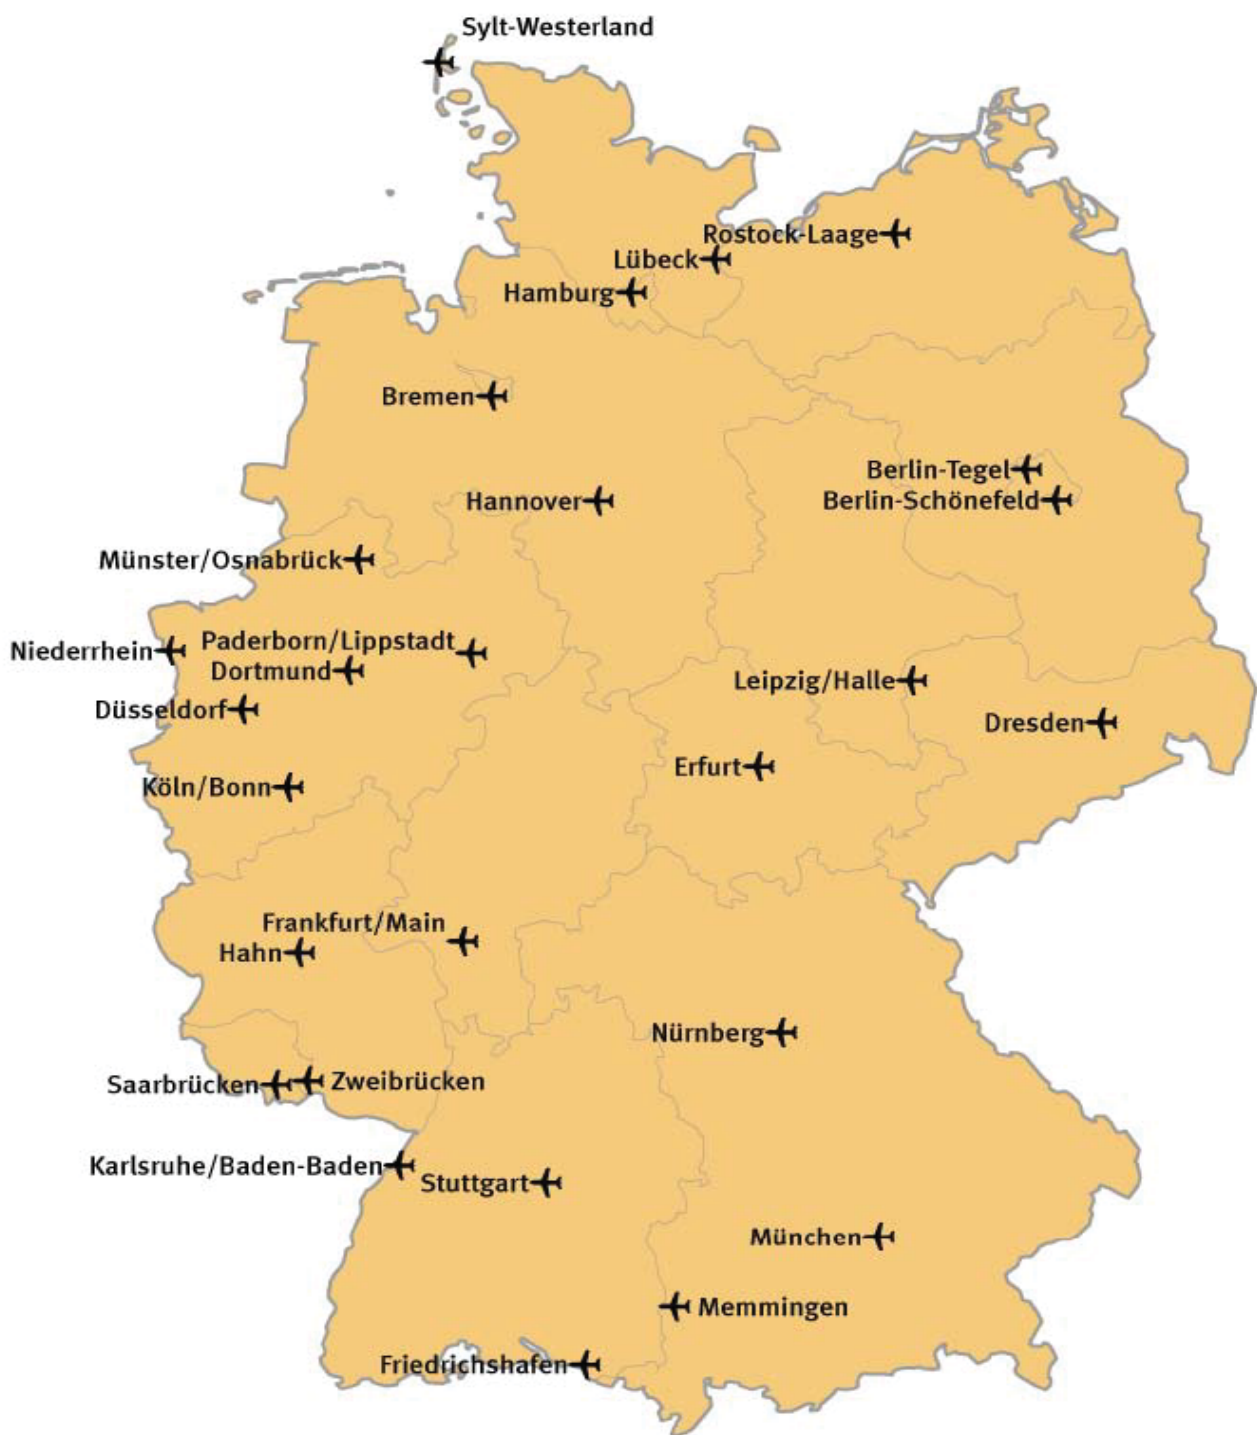 Sylt-Westerland
Rostock-Laage
Lübeck
Hamburg
Bremen
Berlin-Tegel
Hannover
Berlin-Schönefeld
Münster/Osnabrück
Paderborn/Lippstadt
Niederrhein
Dortmund
Leipzig/Halle
Düsseldorf
Dresden
Erfurt
Köln/Bonn
Frankfurt/Main
Hahn
Nürnberg
Saarbrücken
Zweibrücken
Karlsruhe/Baden-Baden
Stuttgart
München
Memmingen
Friedrichshafen